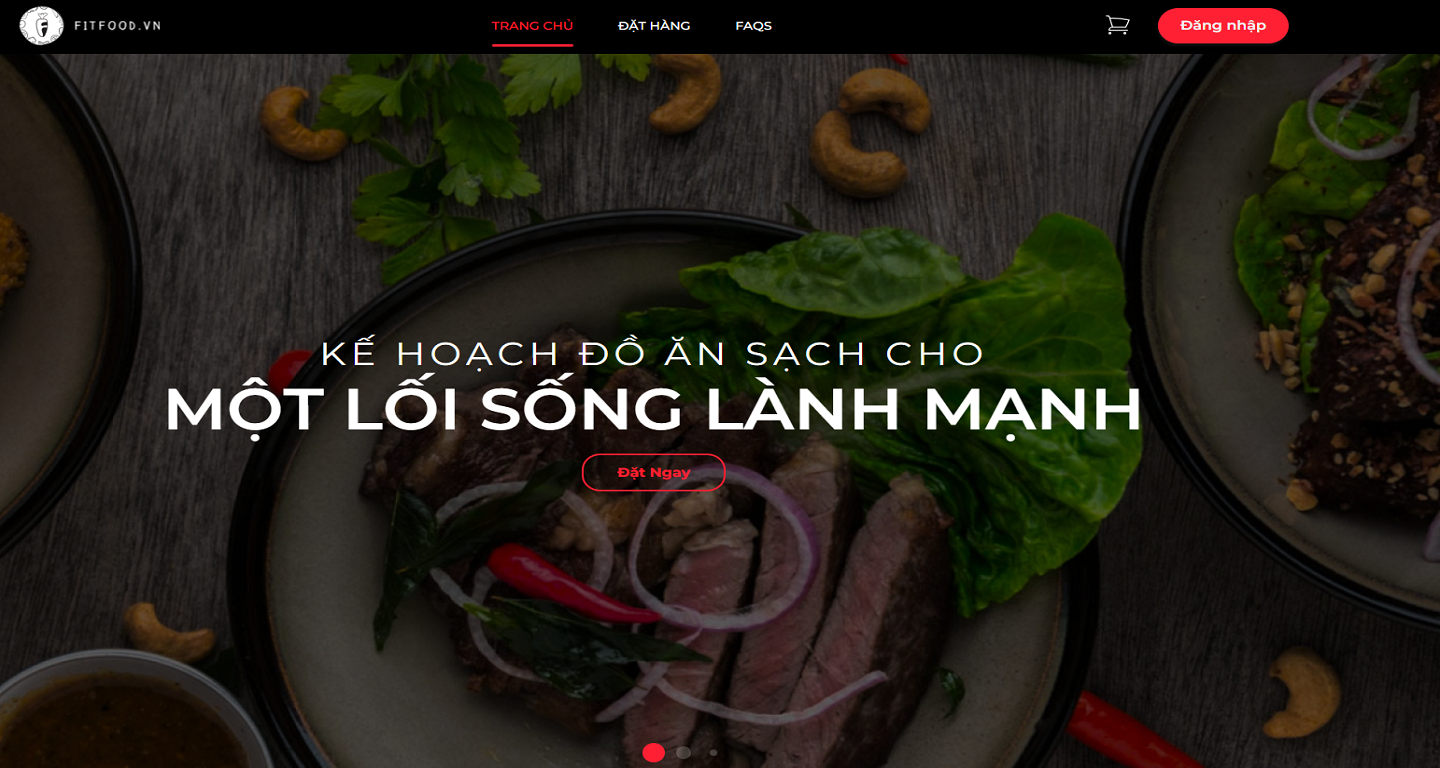 FITFOOD.VN
TRANG CHỦ ĐẶT HÀNG FAQS
Đăng nhập
KẾ HOẠCH ĐỒ ĂN SẠCH CHO
MỘT LỐI SỐNG LÀNH MẠNH
Đặt Ngay